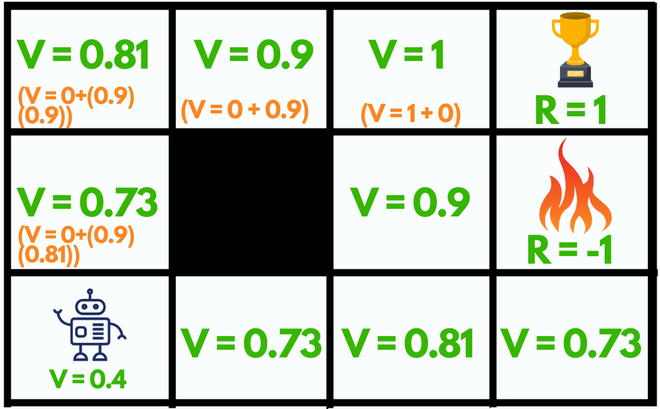 V = 0.81
(V = 0+(0.9)
(0.9))
V = 0.9
(V = 0 + 0.9)
V = 1
(V = 1 + 0)
R = 1
V = 0.73
(V = 0+(0.9)
(0.81))
V = 0.9
R = -1
V = 0.4
V = 0.73
V = 0.81
V = 0.73